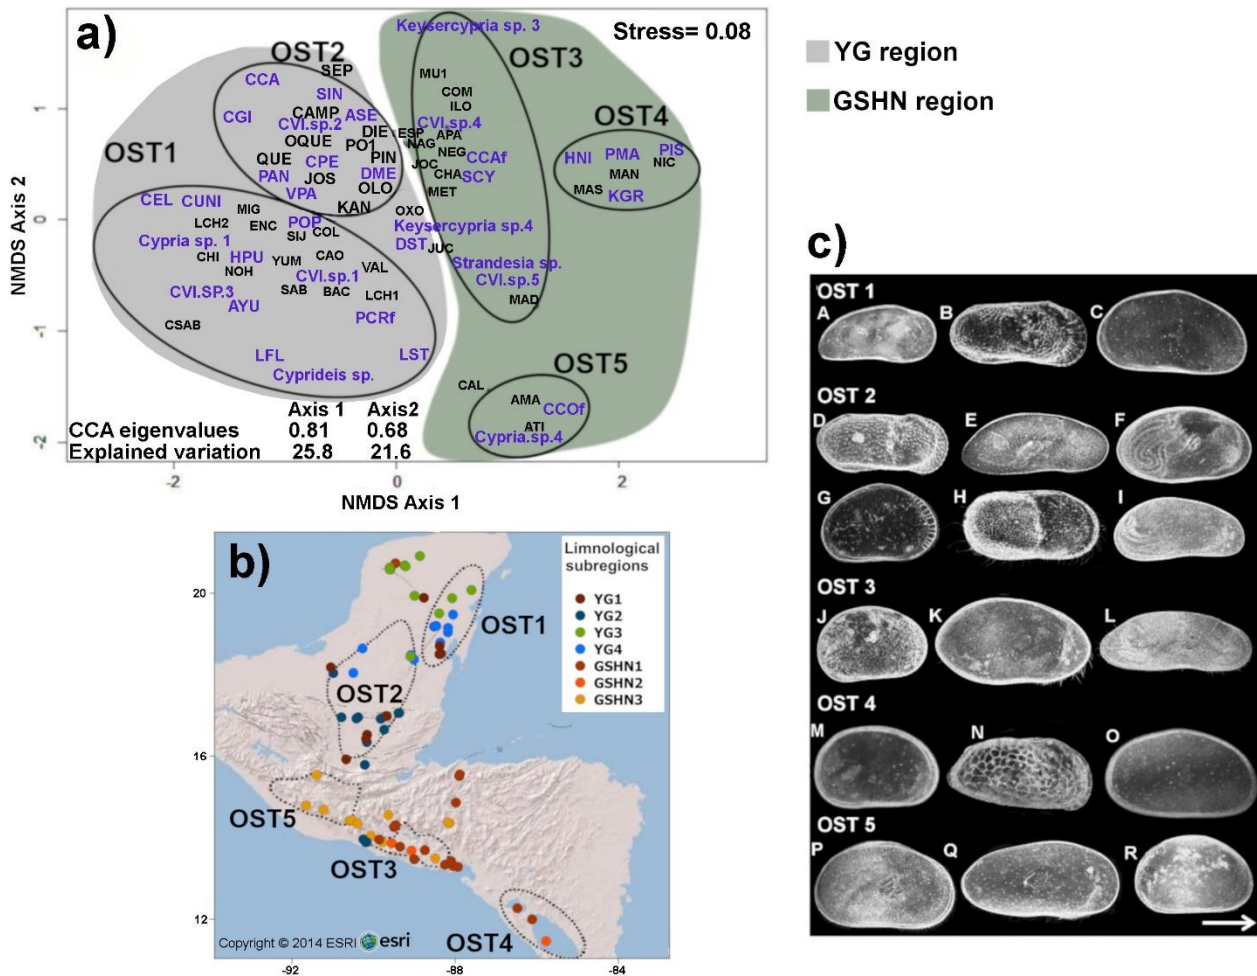 a)
Stress= 0.08
YG region
GSHN region
OST1
OST2
OST3
OST4
OST5
Keysercypria sp. 3
SEP
CCA
SIN
CGI
CAMP
ASE
CVI.sp.2
DIE
OQUE
PO1
QUE
CPE
PIN
PAN
JOS
DME
VPA
OLO
KAN
MU1
COM
ILO
CVI.sp.4
ESP
APA
NAG
NEG
CCAf
JOC
CHA
SCY
MET
HNI
PMA
PIS
NIC
MAN
MAS
KGR
CEL
CUNI
MIG
LCH2
ENC
POP
COL
SIJ
Cypria sp. 1
CHI
HPU
CAO
NOH
YUM
VAL
CVI.sp.1
CVI.SP.3
SAB
BAC
LCH1
AYU
PCRf
CSAB
LFL
LST
Cyprideis sp.
OXO
Keysercypria sp.4
DST
JUC
Strandesia sp.
CVI.sp.5
MAD
CAL
AMA
CCOf
ATI
Cypria.sp.4
Axis 1 Axis2
CCA eigenvalues 0.81 0.68
Explained variation 25.8 21.6
NMDS Axis 2
1
0
-1
-2
-2
0
2
NMDS Axis 1
b)
Limnological
subregions
YG1
YG2
YG3
YG4
GSHN1
GSHN2
GSHN3
OST1
OST2
OST5
OST3
OST4
20
16
12
-92
-88
-84
Copyright © 2014 ESRI esri
c)
OST 1
A B C
OST 2
D E F
G H I
OST 3
J K L
OST 4
M N O
OST 5
P Q R